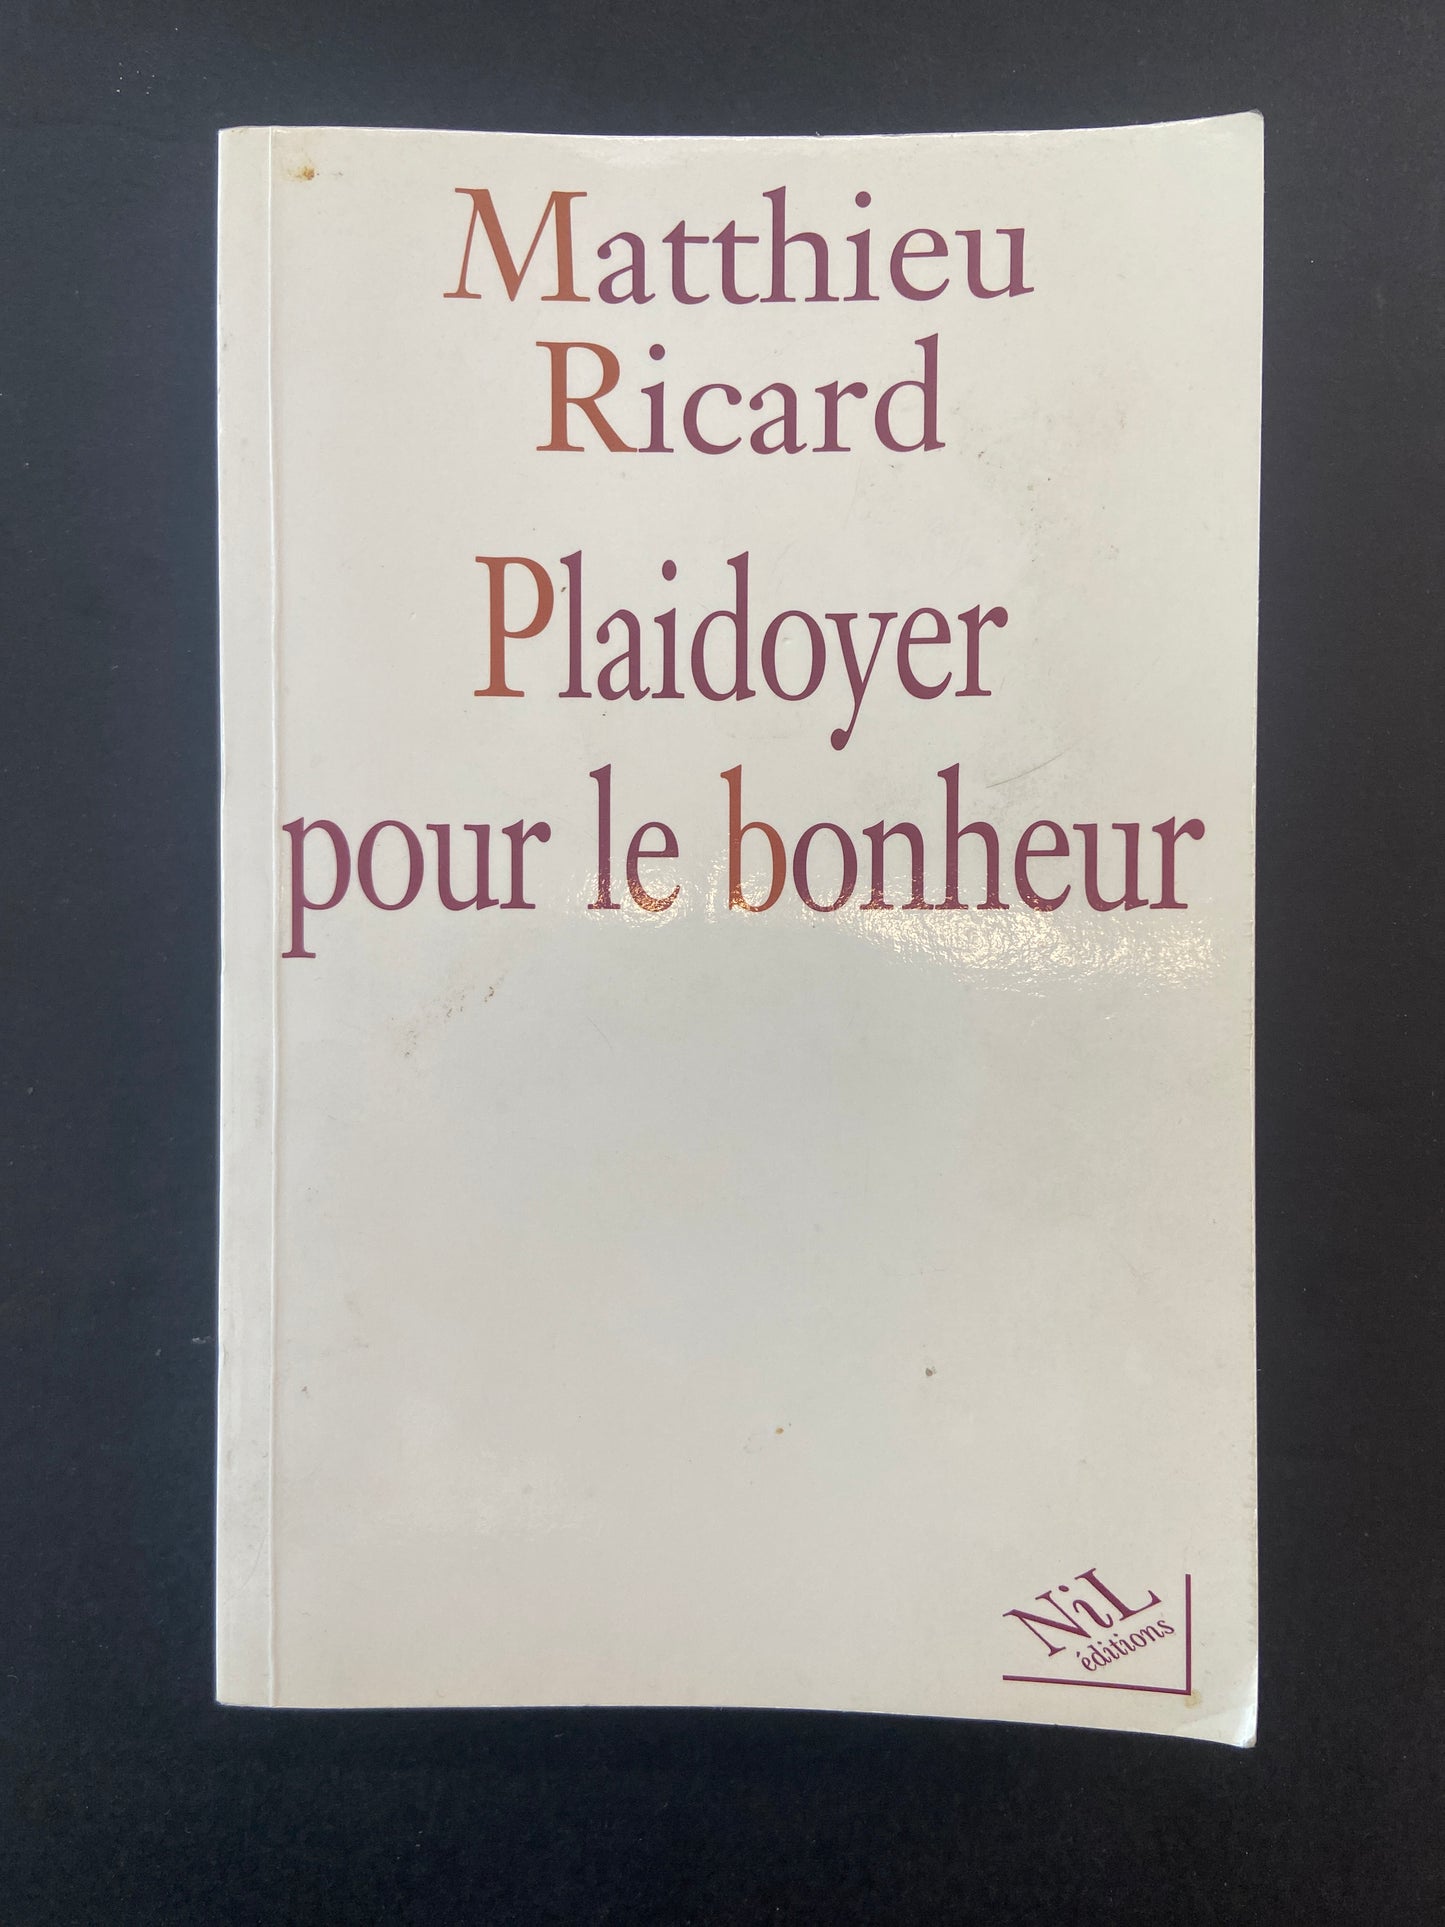 Matthieu
Ricard
Plaidoyer
pour le bonheur
NiL
éditions